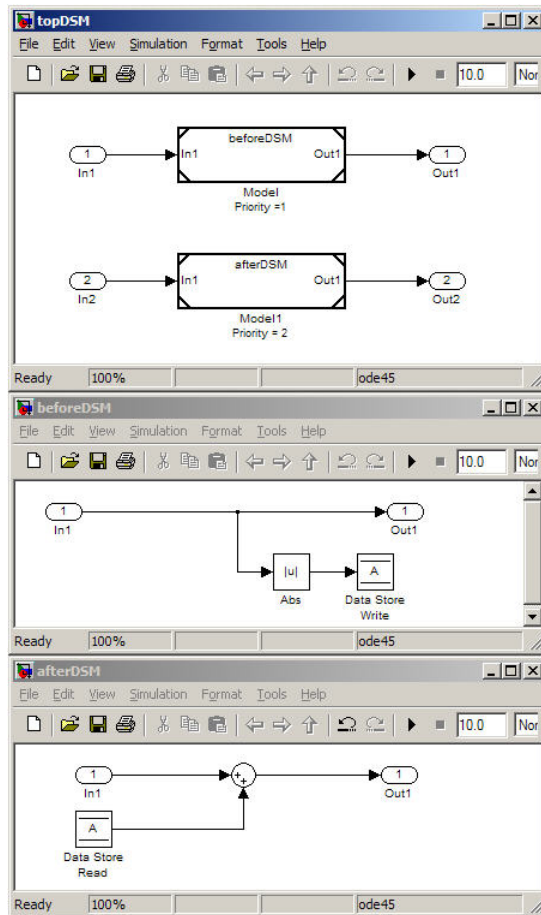 topDSM
File Edit View Simulation Format Tools Help
10.0 Nor
beforeDSM
1 In1 Out1 1
In1 Out1
Model
Priority =1
afterDSM
2 In1 Out1 2
In2 Out2
Model1
Priority = 2
Ready 100% ode45
beforeDSM
File Edit View Simulation Format Tools Help
10.0 Nor
1 1
In1 Out1
|u| A
Abs Data Store
Write
Ready 100% ode45
afterDSM
File Edit View Simulation Format Tools Help
10.0 Nor
1 + 1
In1 + Out1
A
Data Store
Read
Ready 100% ode45